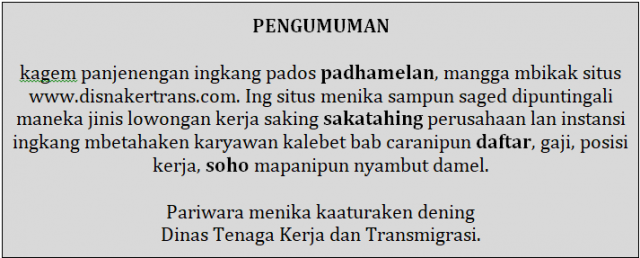 PENGUMUMAN
kagem panjenengan ingkang pados padhamelan, mangga mbikak situs
www.disnakertrans.com. Ing situs menika sampun saged dipuntingali
maneka jinis lowongan kerja saking sakatahing perusahaan lan instansi
ingkang mbetahaken karyawan kalebet bab caranipun daftar, gaji, posisi
kerja, soho mapanipun nyambut damel.
Pariwara menika kaaturaken dening
Dinas Tenaga Kerja dan Transmigrasi.